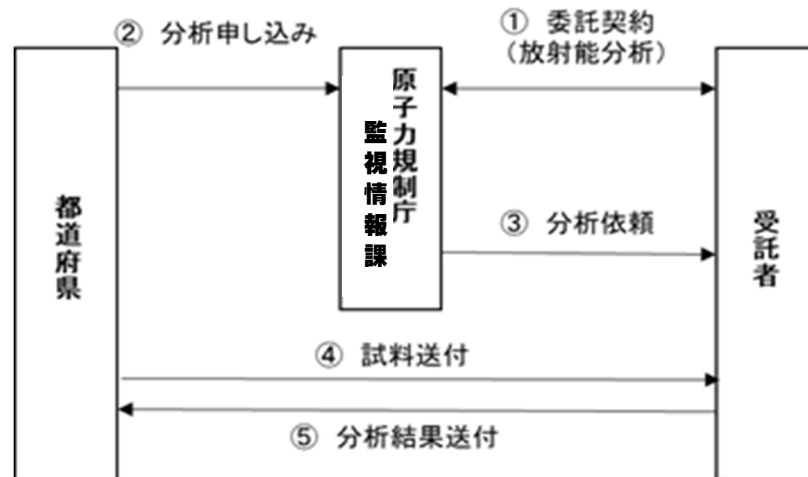 ② 分析申し込み
① 委託契約
（放射能分析）
都道府県
原子力規制庁
監視情報課
受託者
③ 分析依頼
④ 試料送付
⑤ 分析結果送付